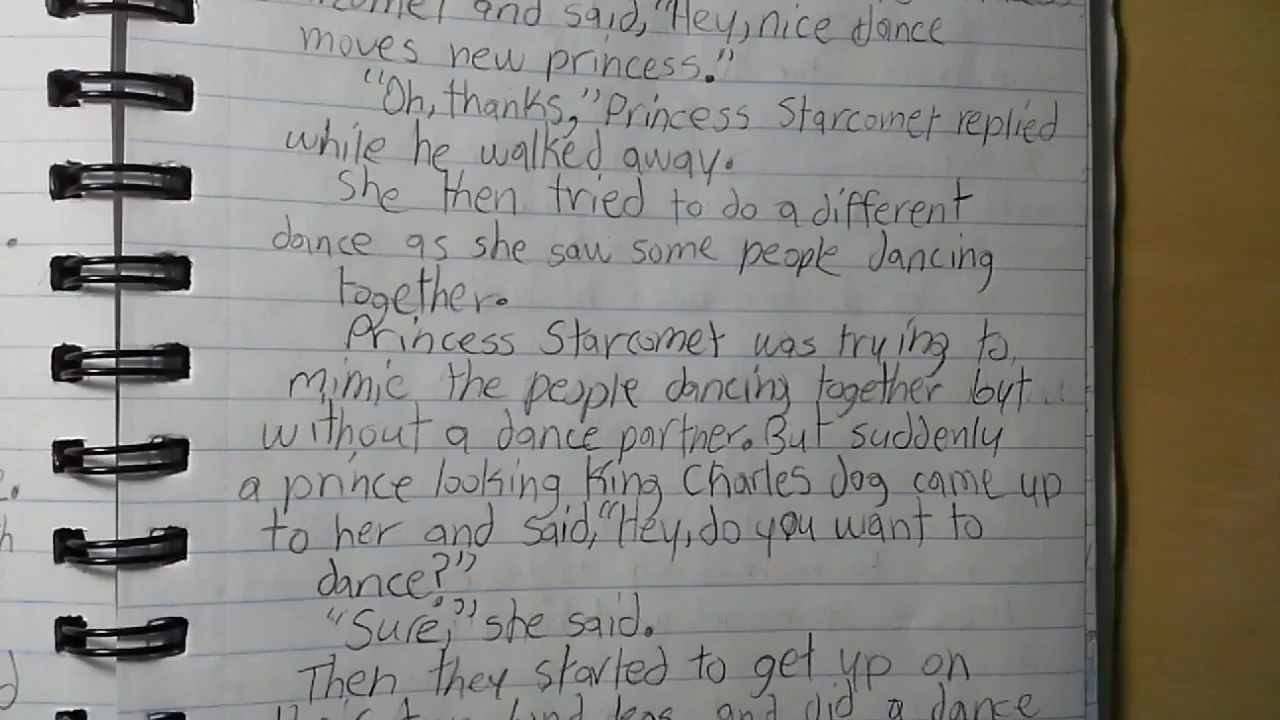 and said, "Hey, nice dance
moves new princess."
"Oh, thanks," Princess Starcomet replied
while he walked away.
She then tried to do a different
dance as she saw some people dancing
together.
Princess Starcomet was trying to
mimic the people dancing together but
without a dance partner. But suddenly
a prince looking King Charles dog came up
to her and said, "Hey, do you want to
dance?"
"Sure," she said.
Then they started to get up on
hind legs and did a dance